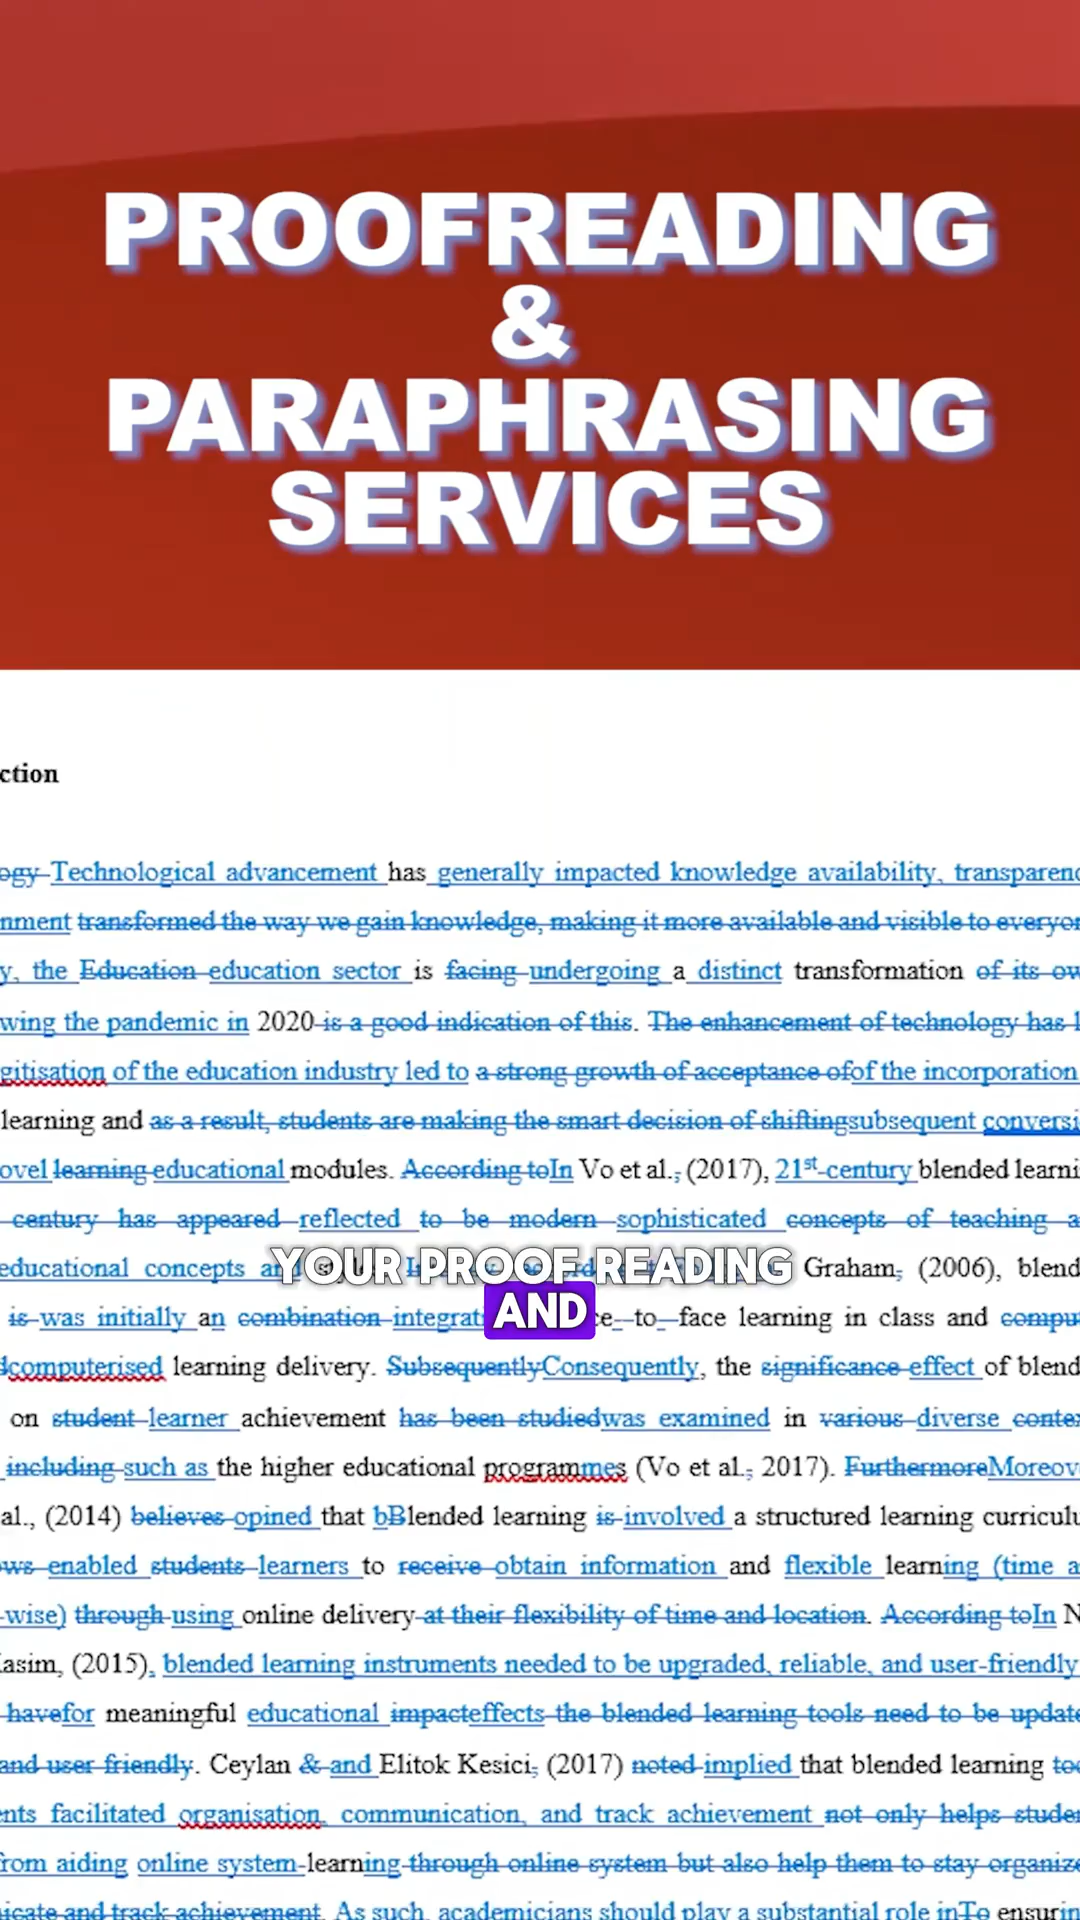 PROOFREADING
&
PARAPHRASING
SERVICES
ction
ogy Technological advancement has generally impacted knowledge availability, transparenc
nment transformed the way we gain knowledge, making it more available and visible to everyo
y, the Education education sector is facing undergoing a distinct transformation of its ow
wing the pandemic in 2020 is a good indication of this. The enhancement of technology has l
gitisation of the education industry led to a strong growth of acceptance ofof the incorporation
learning and as a result, students are making the smart decision of shiftingsubsequent conversi
ovel learning educational modules. According toIn Vo et al., (2017), 21st-century blended learni
century has appeared reflected to be modern sophisticated concepts of teaching a
educational concepts Graham, (2006), blend
YOUR PROOF READING
AND
is was initially an combination integrati ce--to--face learning in class and compu
dcomputerised learning delivery. SubsequentlyConsequently, the significance effect of blend
on student learner achievement has been studiedwas examined in various diverse conte
including such as the higher educational programmes (Vo et al., 2017). FurthermoreMoreov
al., (2014) believes opined that bBlended learning is involved a structured learning curricul
ows enabled students learners to receive obtain information and flexible learning (time a
-wise) through using online delivery at their flexibility of time and location. According toIn N
Kasim, (2015), blended learning instruments needed to be upgraded, reliable, and user-friendly
havefor meaningful educational impacteffects the blended learning tools need to be update
and user friendly. Ceylan & and Elitok Kesici, (2017) noted implied that blended learning too
nts facilitated organisation, communication, and track achievement not only helps studen
from aiding online system-learning through online system but also help them to stay organize
icate and track achievement. As such, academicians should play a substantial role inTo ensurin